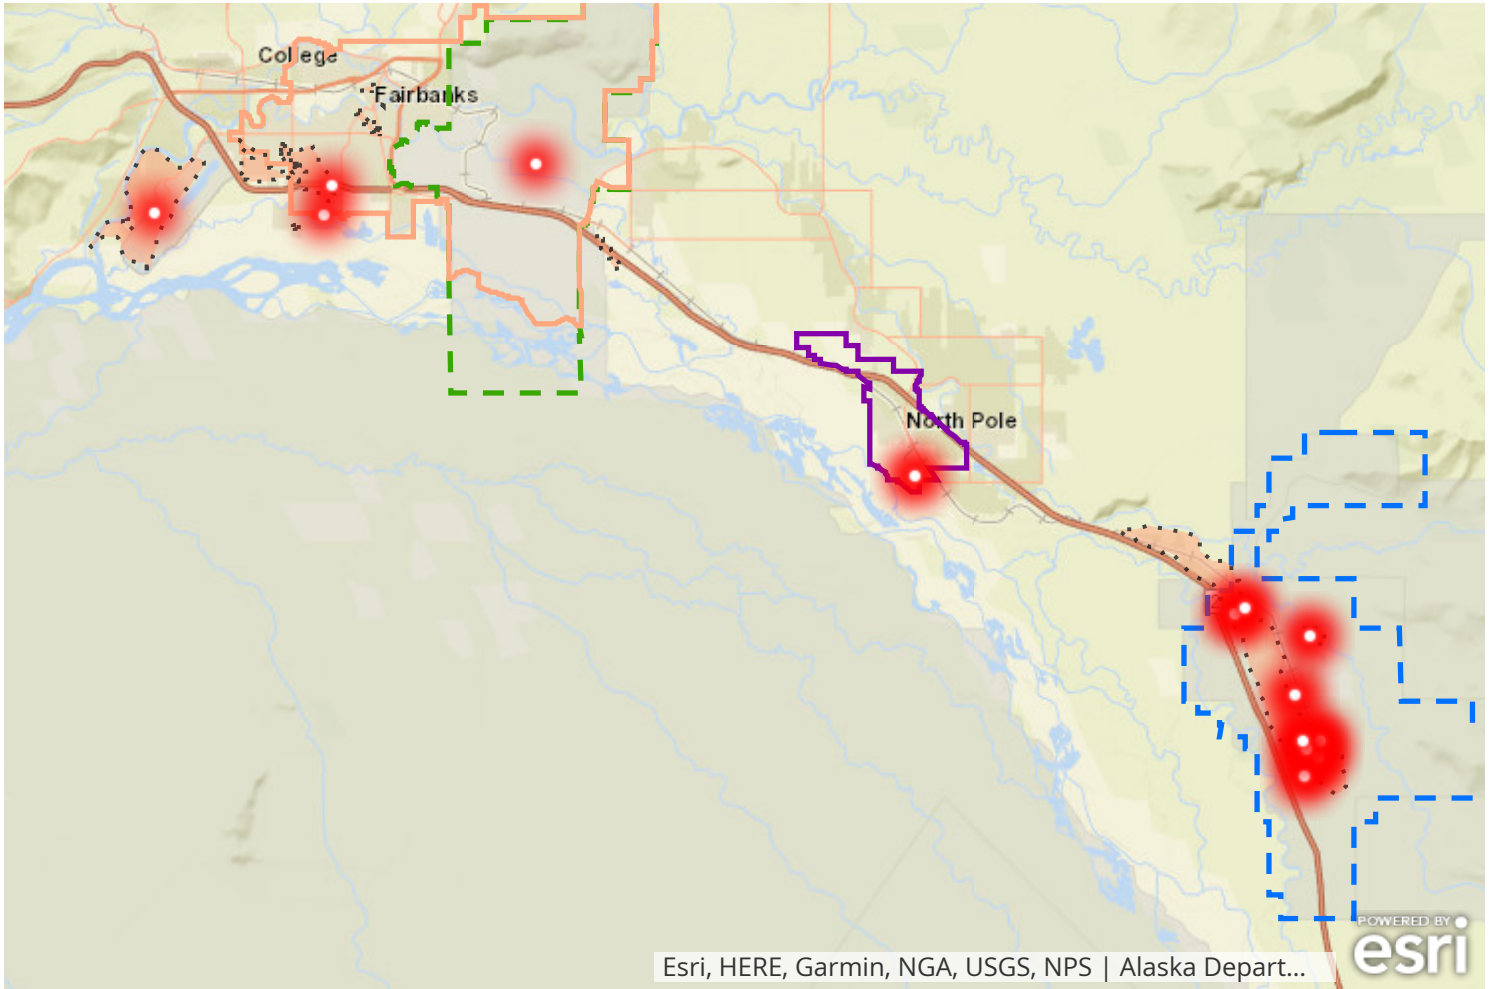 College
Fairbanks
North Pole
POWERED BY
esri
Esri, HERE, Garmin, NGA, USGS, NPS | Alaska Depart...